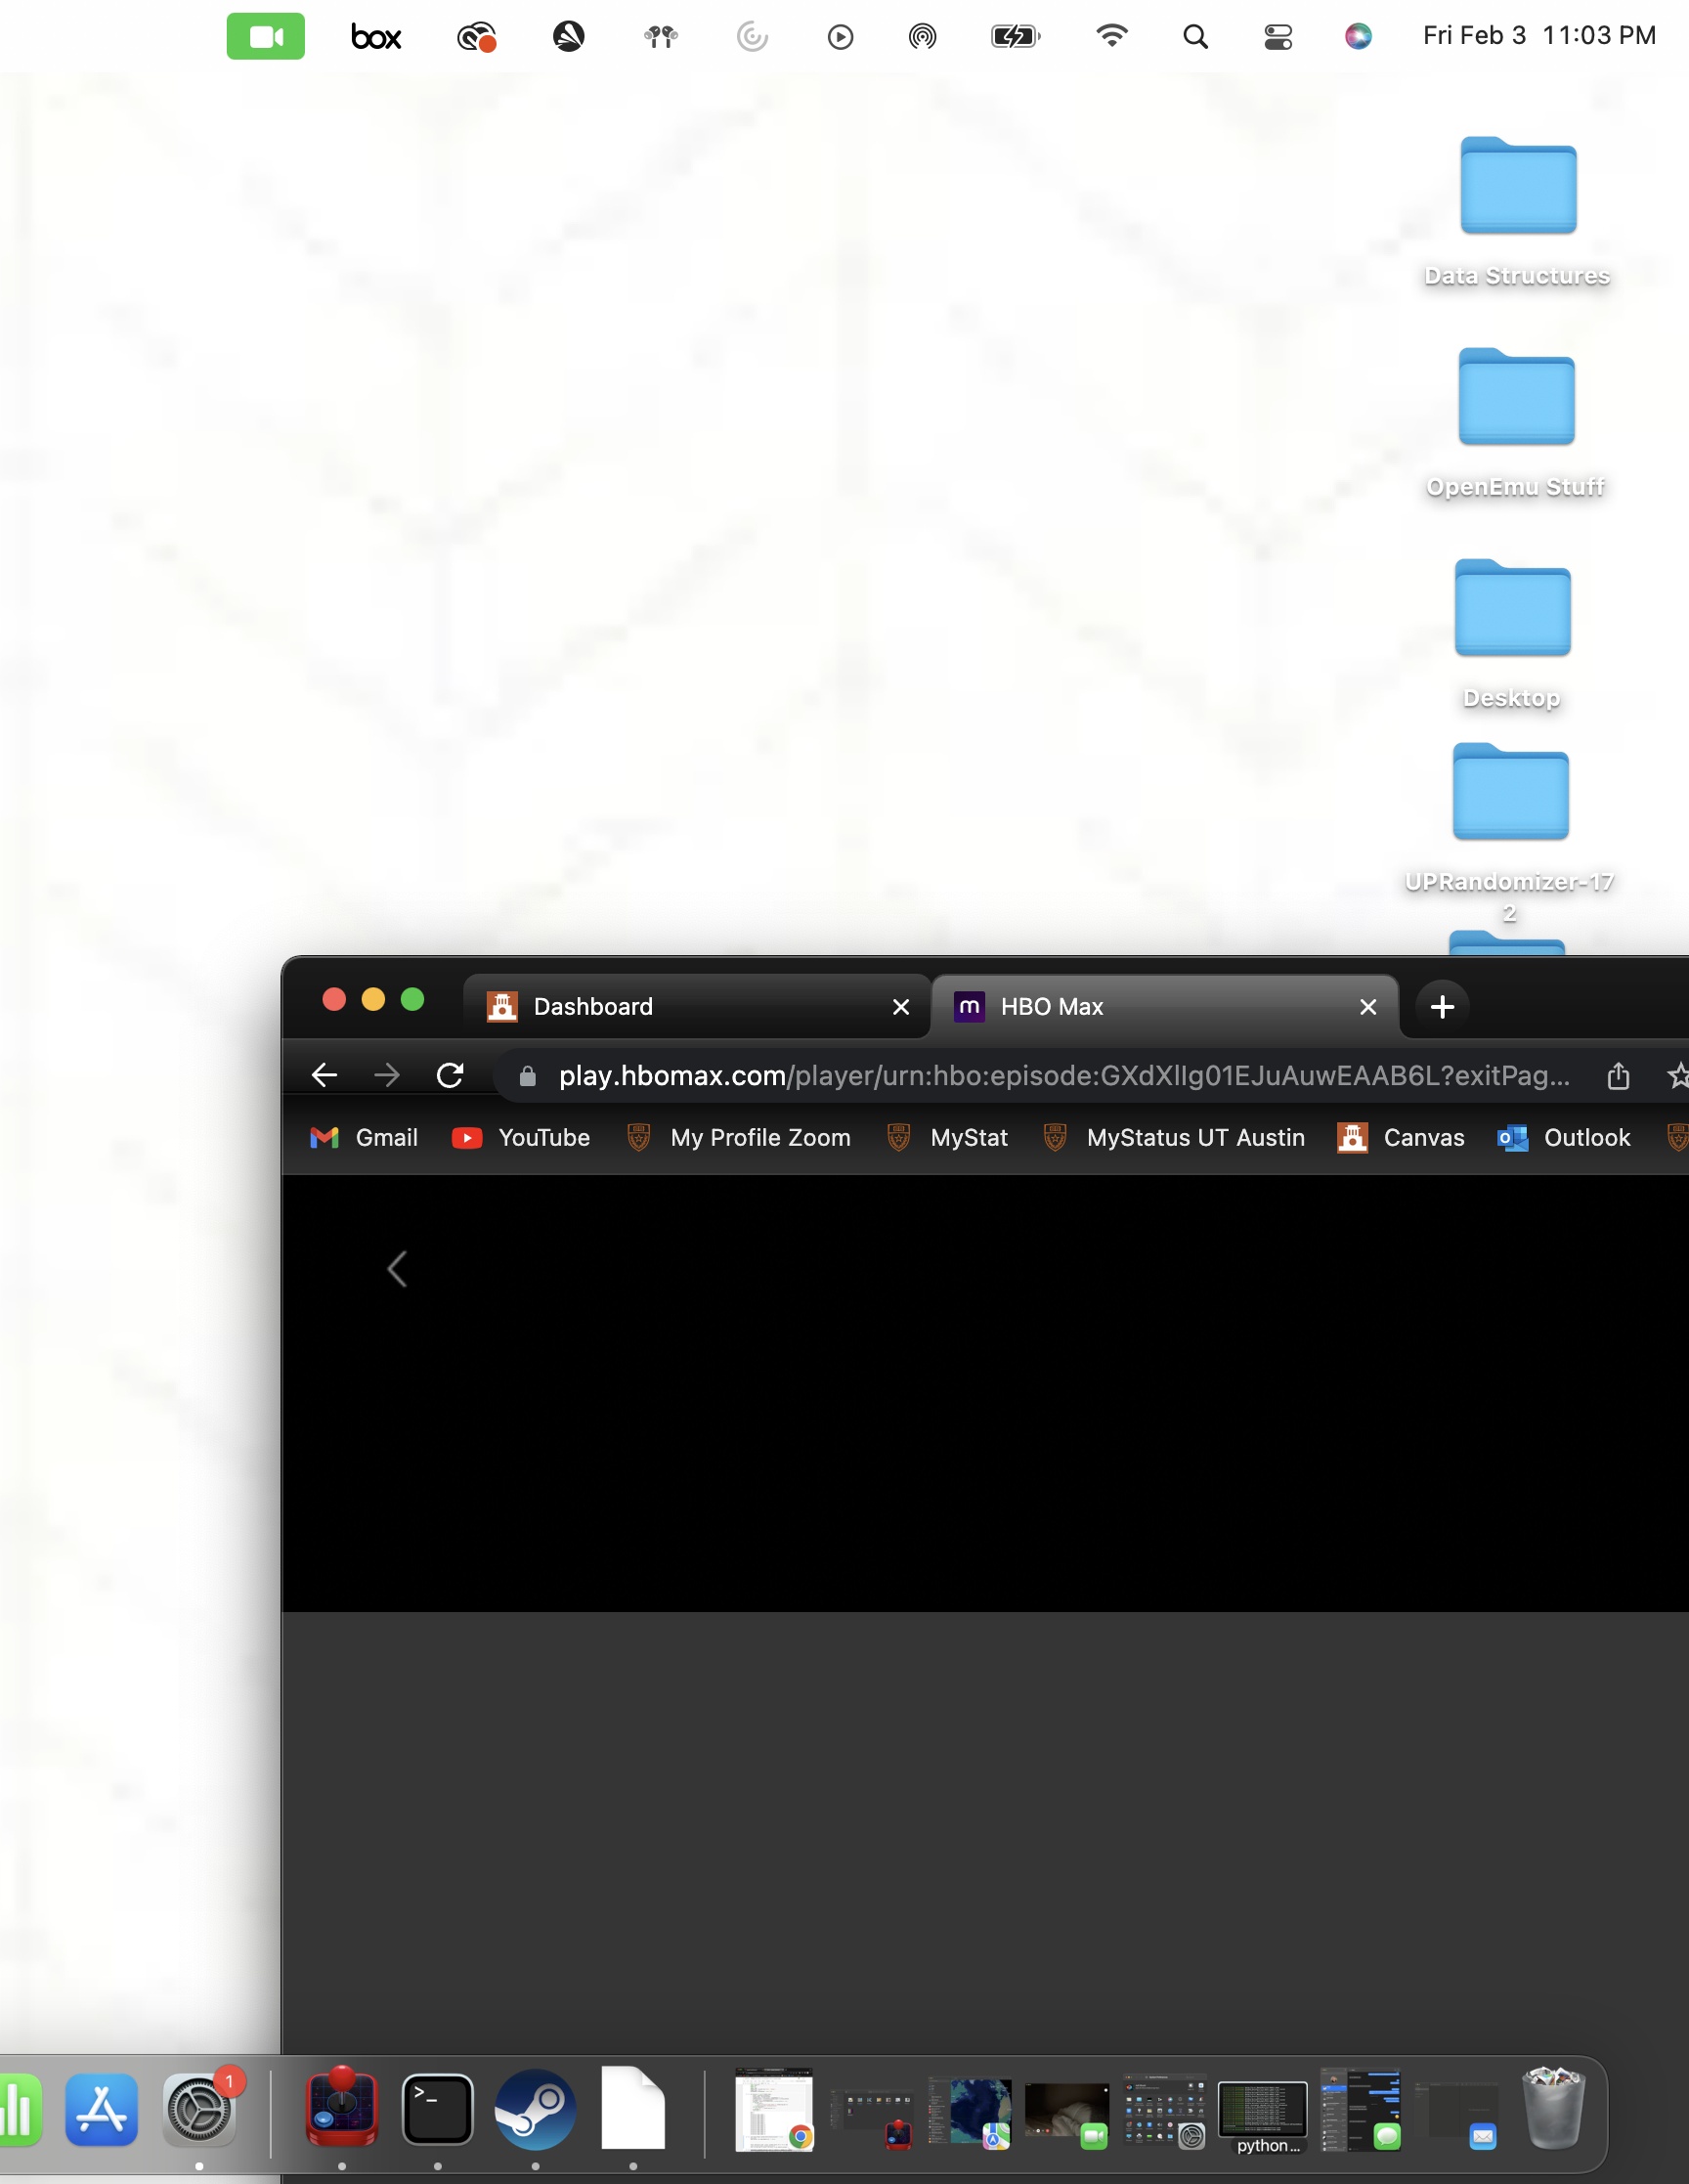 box
Fri Feb 3 11:03 PM
Data Structures
OpenEmu Stuff
Desktop
UPRandomizer-17
2
Dashboard
m HBO Max
play.hbomax.com/player/urn:hbo:episode:GXdXlIg01EJuAuwEAAB6L?exitPag...
Gmail YouTube My Profile Zoom MyStat MyStatus UT Austin Canvas Outlook
1
>_
python ...